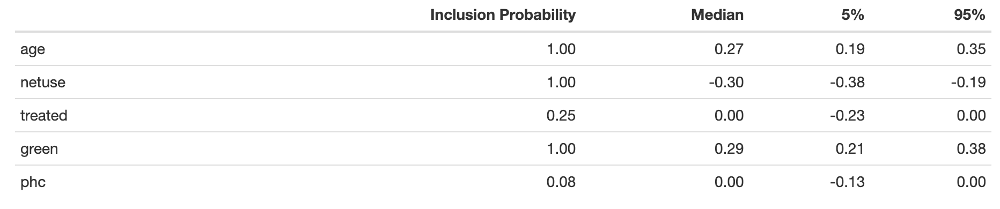 Inclusion Probability Median 5% 95%
age 1.00 0.27 0.19 0.35
netuse 1.00 -0.30 -0.38 -0.19
treated 0.25 0.00 -0.23 0.00
green 1.00 0.29 0.21 0.38
phc 0.08 0.00 -0.13 0.00